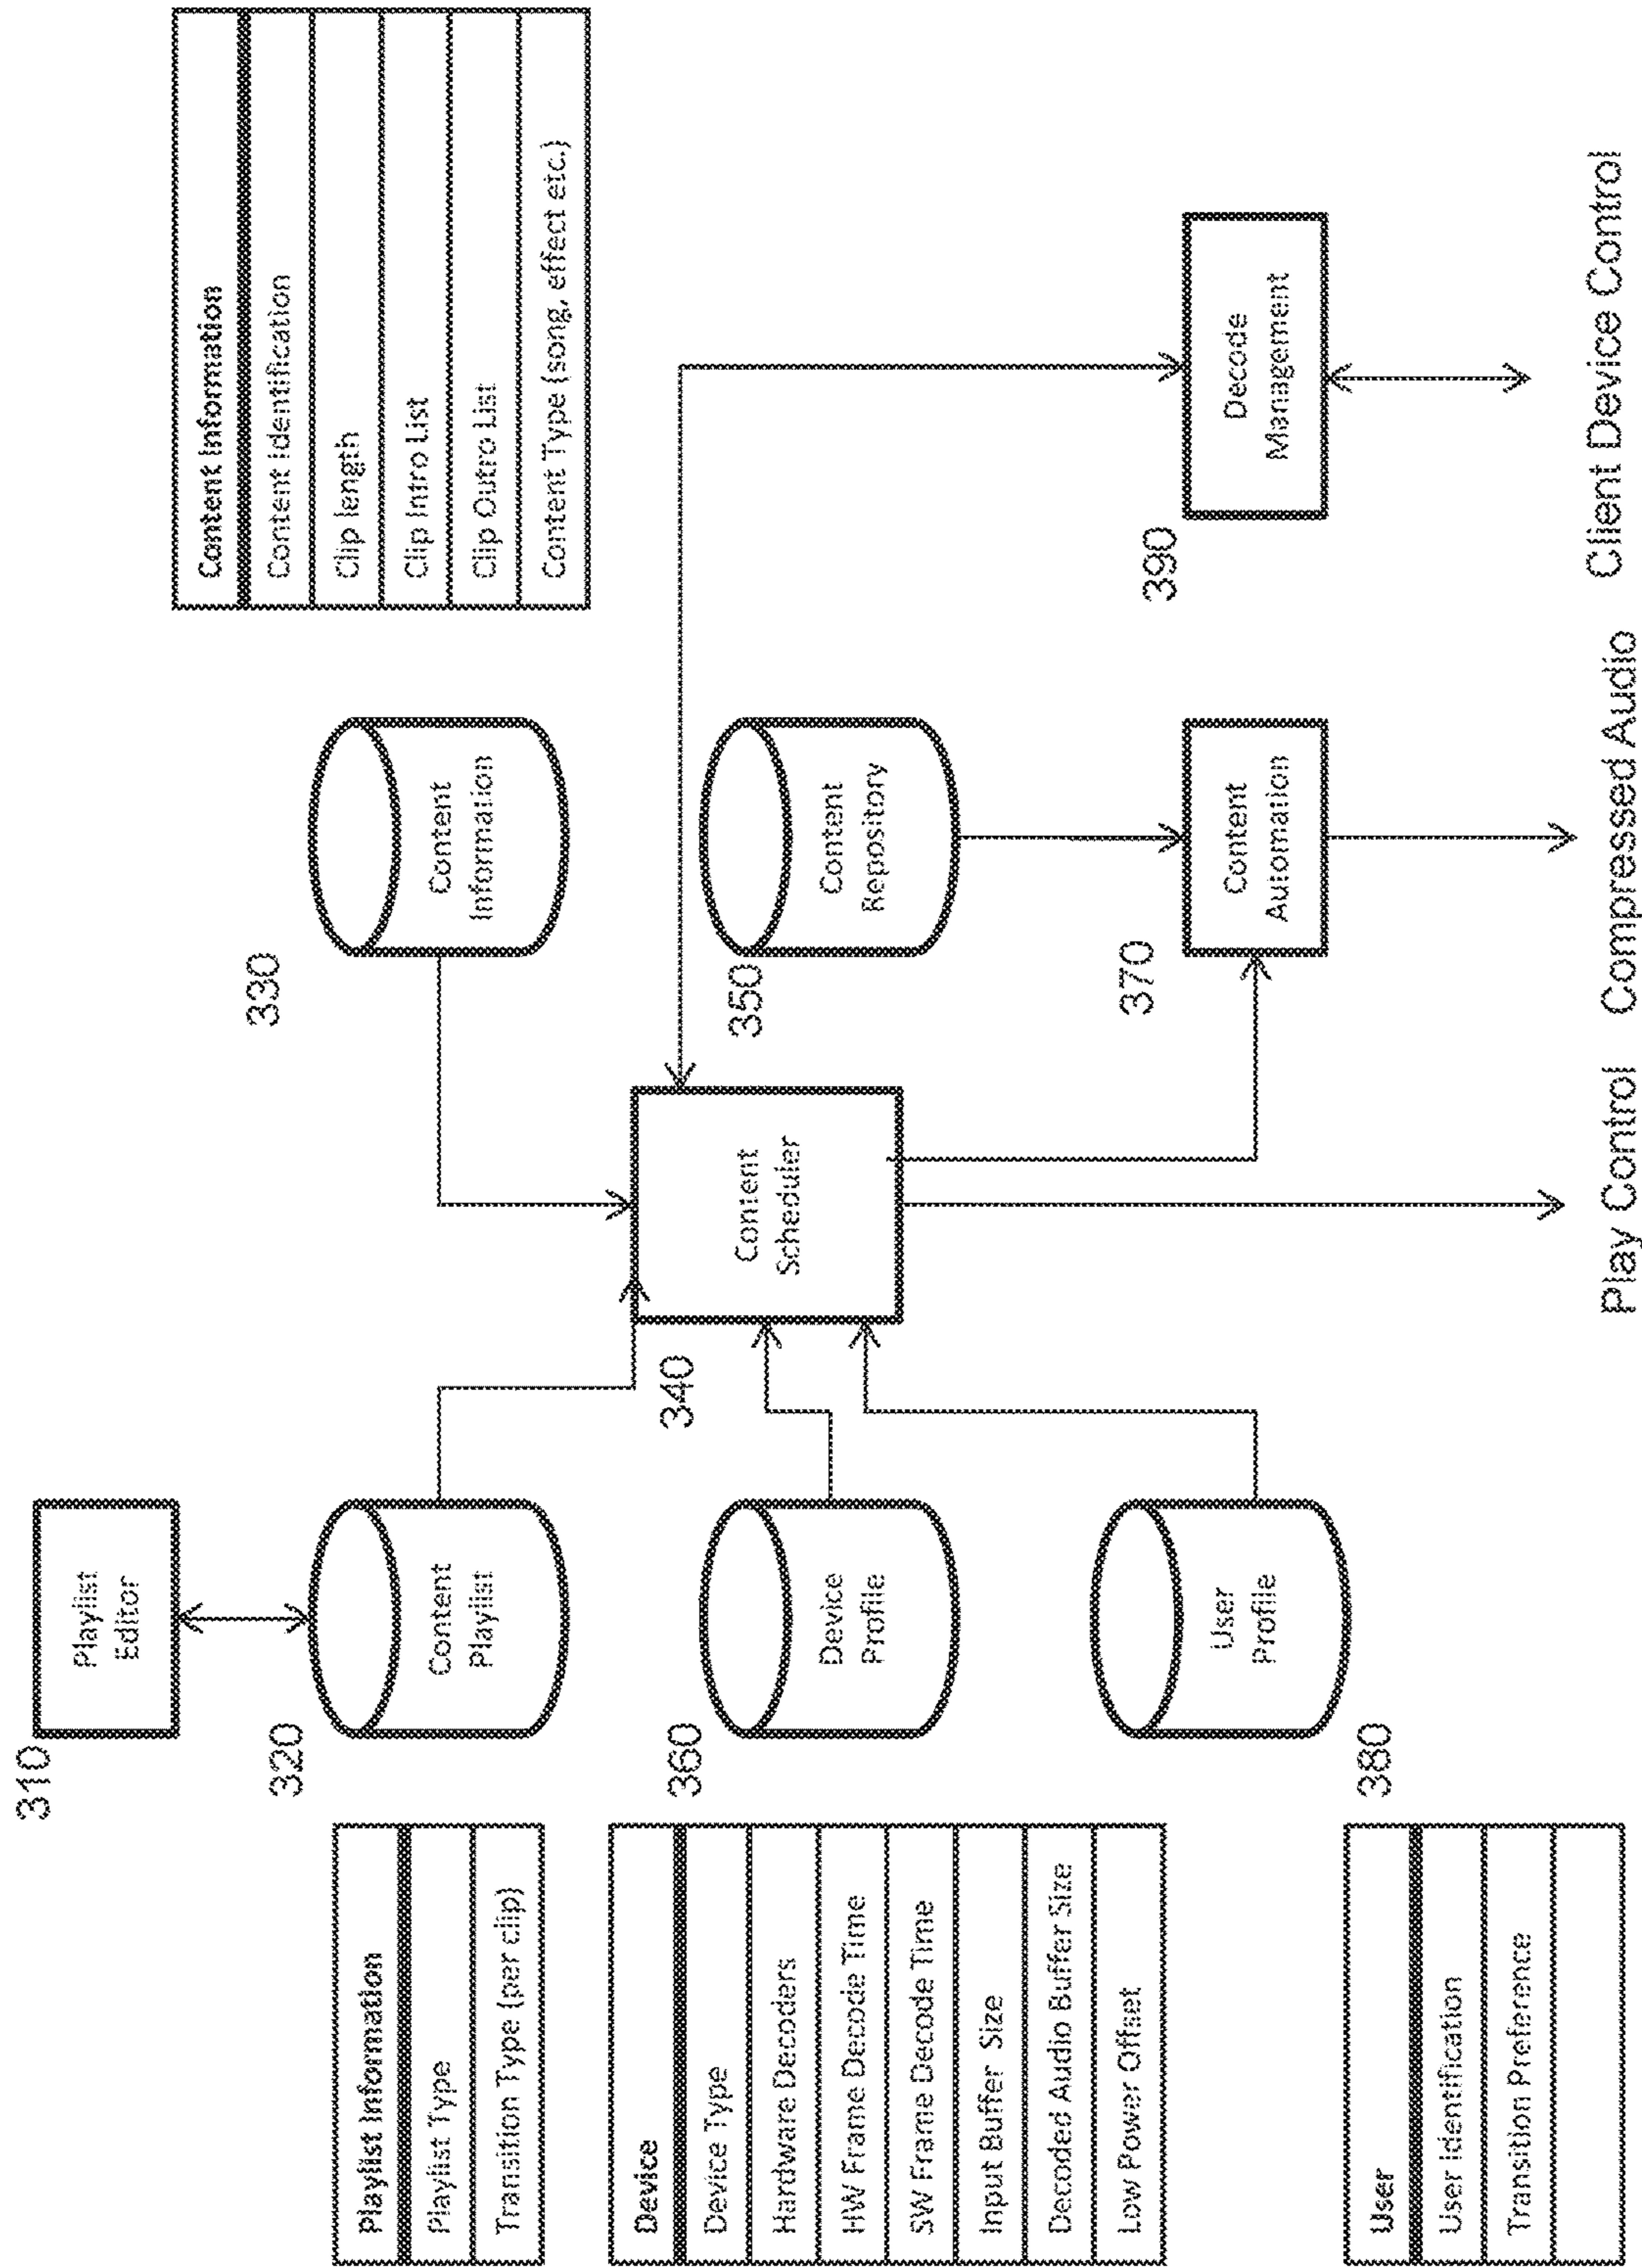 310
Playlist
Editor
Playlist Information
Playlist Type
Transition Type (per clip)
320
Content
Playlist
330
Content
Information
Content Information
Content Identification
Clip length
Clip Intro List
Clip Outro List
Content Type (song, effect etc.)
Device
Device Type
Hardware Decoders
HW Frame Decode Time
SW Frame Decode Time
Input Buffer Size
Decoded Audio Buffer Size
Low Power Offset
360
Device
Profile
340
Content
Scheduler
350
Content
Repository
User
User Identification
Transition Preference
380
User
Profile
370
Content
Automation
390
Decode
Management
Play Control
Compressed Audio
Client Device Control